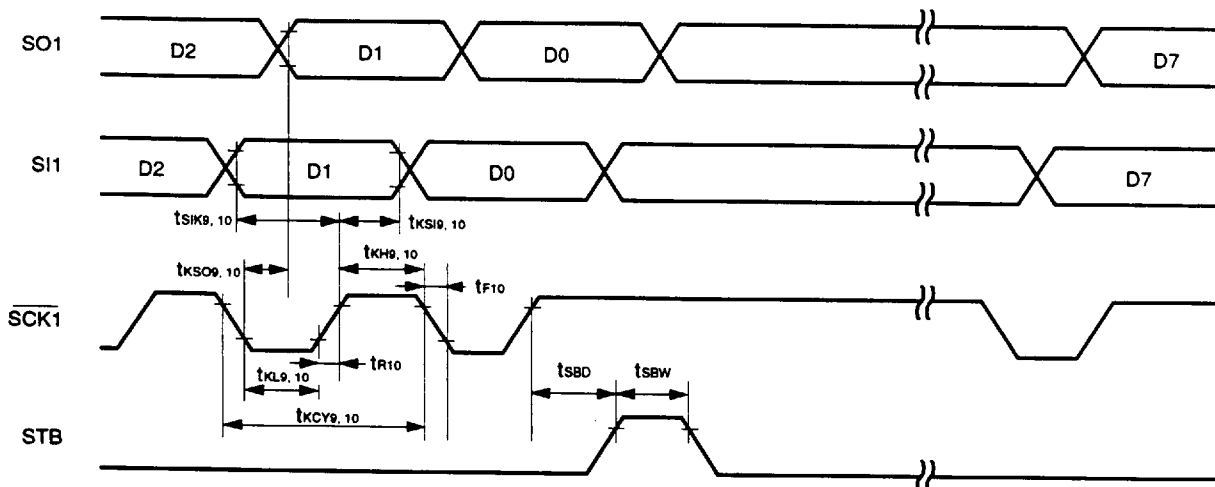 SO1 D2 D1 D0 D7
SI1 D2 D1 D0 D7
tSIK9, 10 tKSI9, 10
tKSO9, 10 tKH9, 10 tF10
SCK1
tR10
tKL9, 10 tSBD tSBW
tKCY9, 10
STB